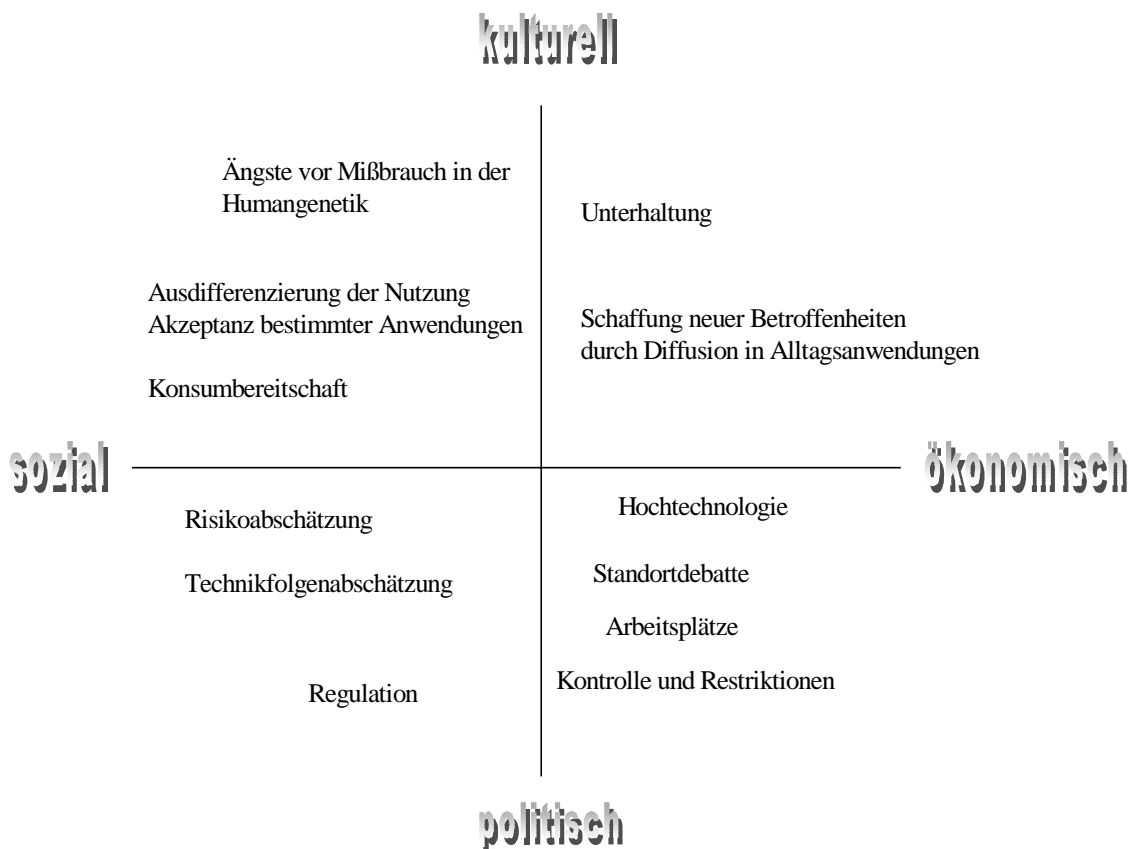 kulturell
Ängste vor Mißbrauch in der
Humangenetik
Unterhaltung
Ausdifferenzierung der Nutzung
Akzeptanz bestimmter Anwendungen
Schaffung neuer Betroffenheiten
durch Diffusion in Alltagsanwendungen
Konsumbereitschaft
sozial
ökonomisch
Risikoabschätzung
Hochtechnologie
Technikfolgenabschätzung
Standortdebatte
Arbeitsplätze
Regulation
Kontrolle und Restriktionen
politisch